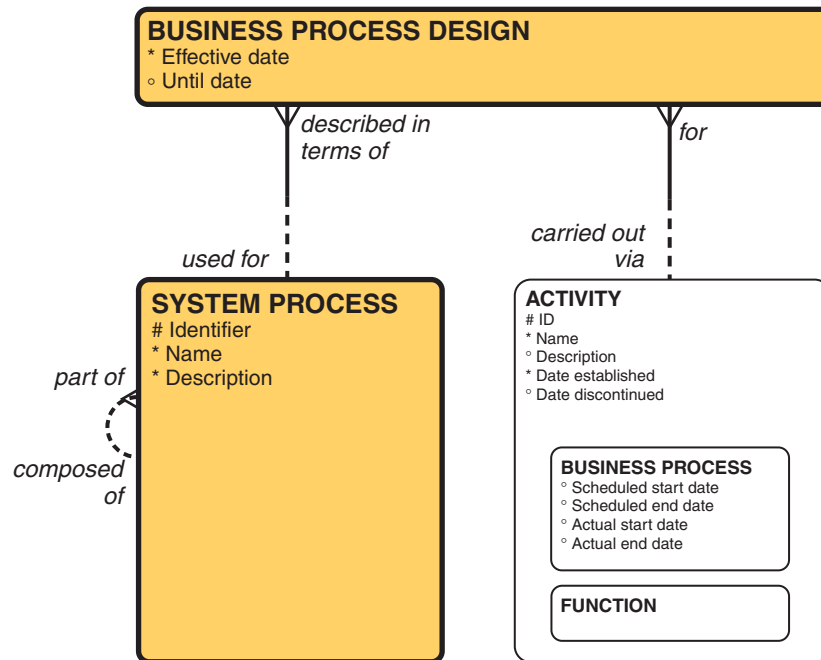 BUSINESS PROCESS DESIGN
* Effective date
○ Until date
described in
terms of
for
used for
carried out
via
SYSTEM PROCESS
# Identifier
* Name
* Description
part of
composed
of
ACTIVITY
# ID
* Name
○ Description
* Date established
○ Date discontinued
BUSINESS PROCESS
○ Scheduled start date
○ Scheduled end date
○ Actual start date
○ Actual end date
FUNCTION